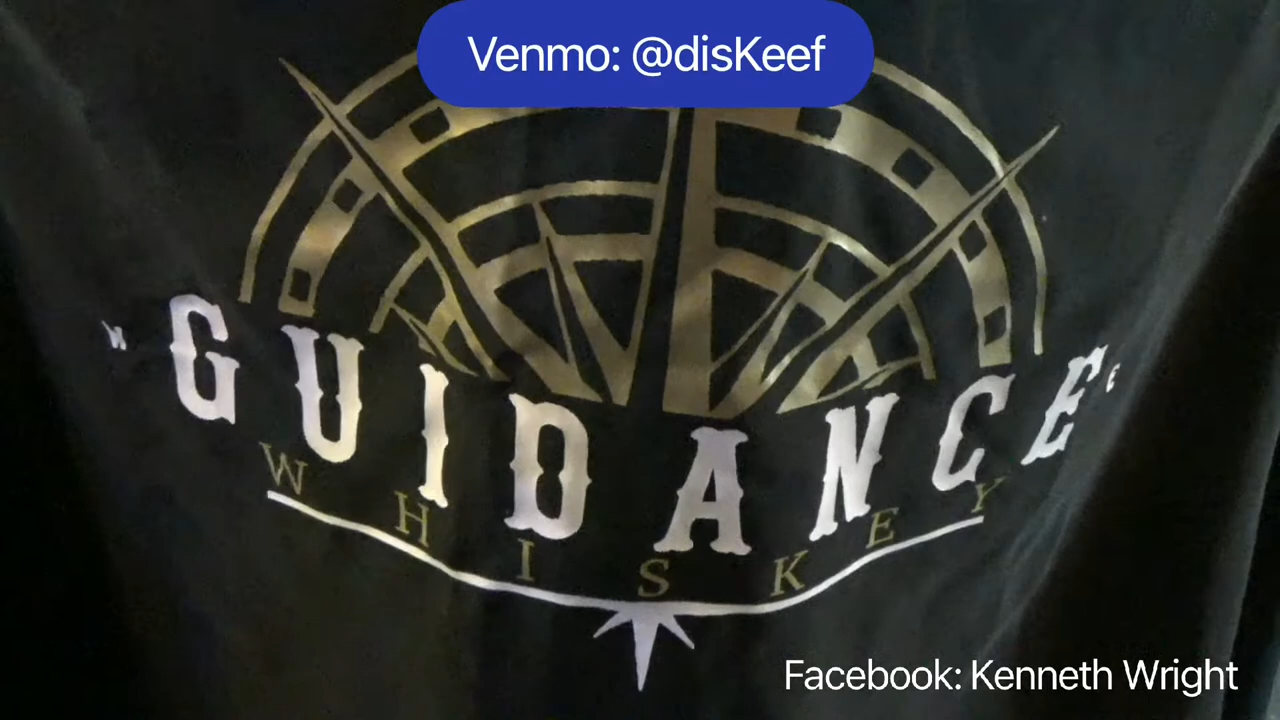 Venmo: @disKeef
W
E
GUIDANCE
WHISKEY
Facebook: Kenneth Wright